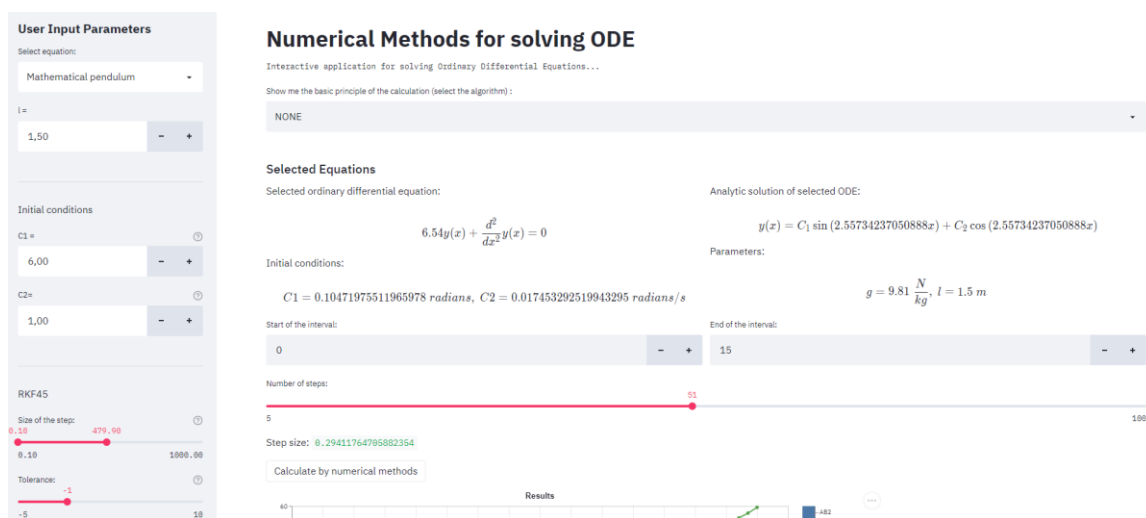 User Input Parameters
Select equation:
Mathematical pendulum
l =
1,50
- +
Initial conditions
C1 =
6,00
- +
C2=
1,00
- +
RKF45
Size of the step:
0.10 479.90
0.10 1000.00
Tolerance:
-1
-5 10
Numerical Methods for solving ODE
Interactive application for solving Ordinary Differential Equations...
Show me the basic principle of the calculation (select the algorithm) :
NONE
Selected Equations
Selected ordinary differential equation:
6.54y(x) + d²/dx² y(x) = 0
Initial conditions:
C1 = 0.10471975511965978 radians, C2 = 0.017453292519943295 radians/s
Analytic solution of selected ODE:
y(x) = C₁ sin (2.55734237050888x) + C₂ cos (2.55734237050888x)
Parameters:
g = 9.81 N/kg, l = 1.5 m
Start of the interval:
0
- +
End of the interval:
15
- +
Number of steps:
51
5 100
Step size: 0.29411764705882354
Calculate by numerical methods
Results
60
AB2